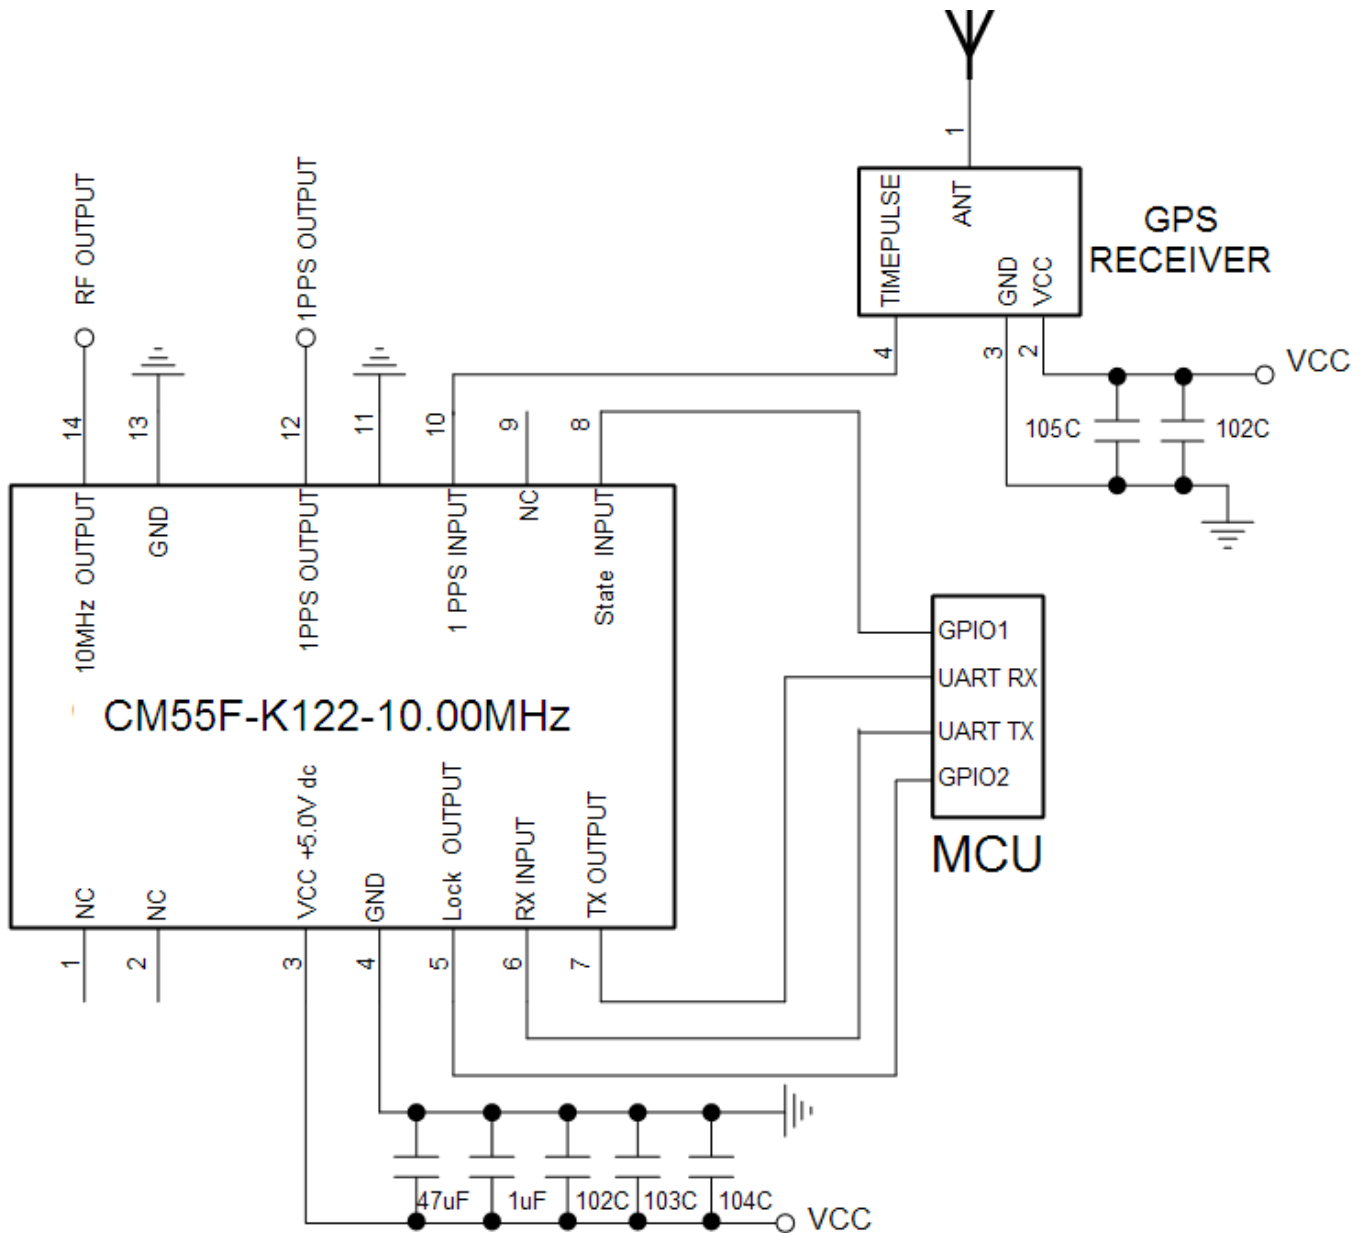 1
TIMEPULSE
ANT
GND
VCC
GPS
RECEIVER
4
3
2
VCC
105C
102C
RF OUTPUT
1PPS OUTPUT
14
13
12
11
10
9
8
10MHz OUTPUT
GND
1PPS OUTPUT
1 PPS INPUT
NC
State INPUT
CM55F-K122-10.00MHz
GPIO1
UART RX
UART TX
GPIO2
MCU
NC
NC
VCC +5.0V dc
GND
Lock OUTPUT
RX INPUT
TX OUTPUT
1
2
3
4
5
6
7
47uF
1uF
102C
103C
104C
VCC